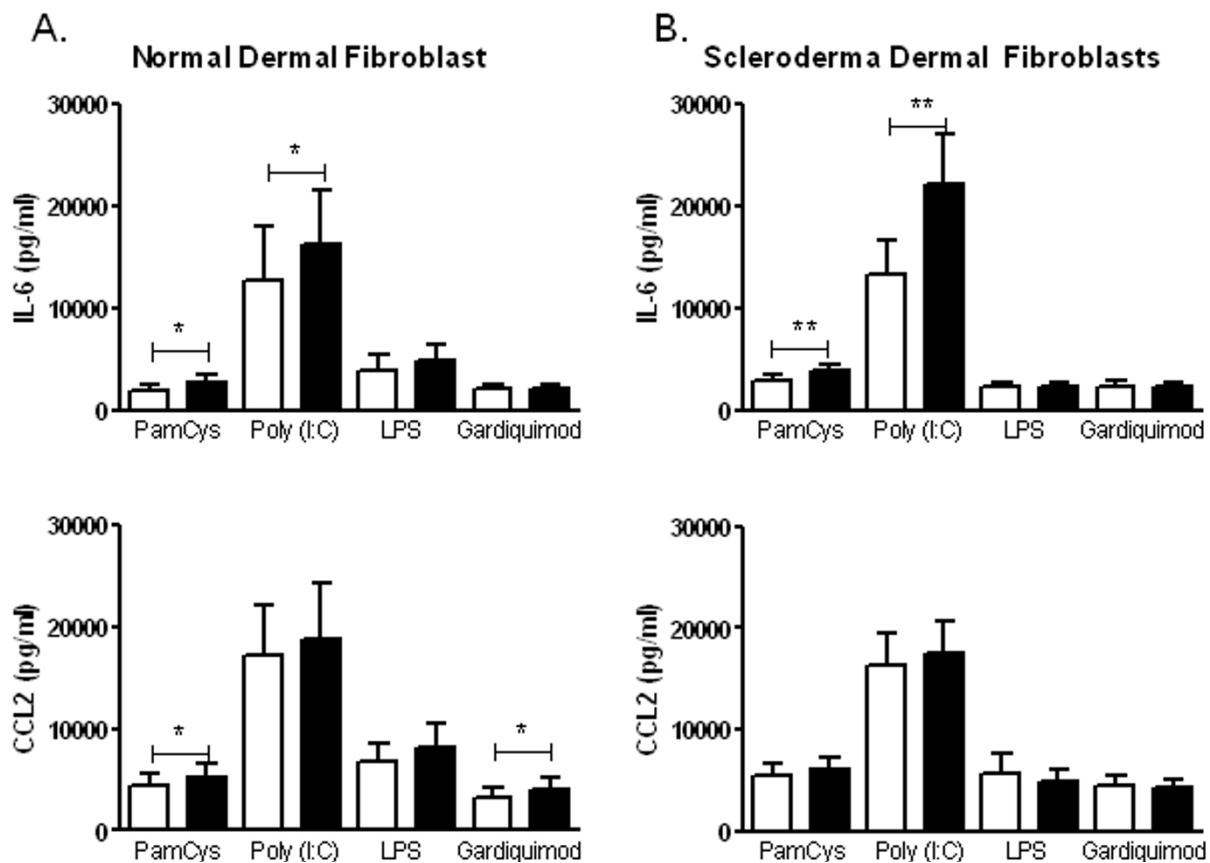 A.
Normal Dermal Fibroblast
IL-6 (pg/ml)
30000
20000
10000
0
*
*
PamCys Poly (I:C) LPS Gardiquimod
B.
Scleroderma Dermal Fibroblasts
IL-6 (pg/ml)
30000
20000
10000
0
**
**
PamCys Poly (I:C) LPS Gardiquimod
CCL2 (pg/ml)
30000
20000
10000
0
*
*
PamCys Poly (I:C) LPS Gardiquimod
CCL2 (pg/ml)
30000
20000
10000
0
PamCys Poly (I:C) LPS Gardiquimod